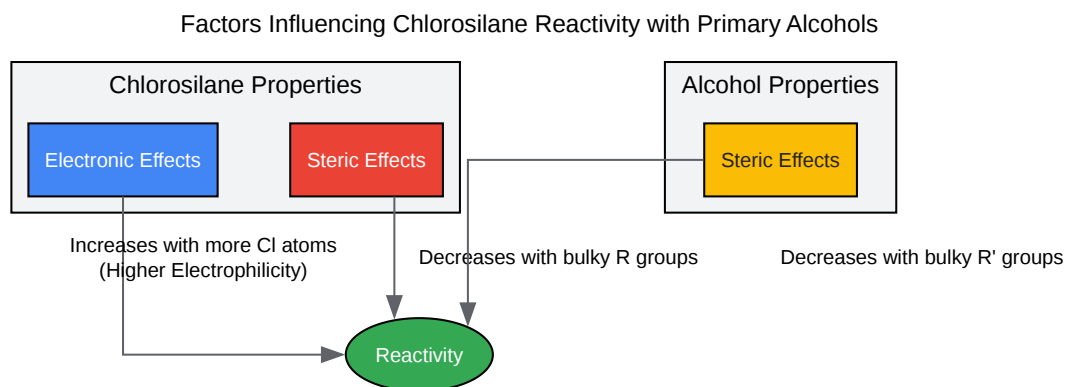 Factors Influencing Chlorosilane Reactivity with Primary Alcohols
Chlorosilane Properties
Alcohol Properties
Electronic Effects
Steric Effects
Steric Effects
Increases with more Cl atoms
(Higher Electrophilicity)
Decreases with bulky R groups
Decreases with bulky R' groups
Reactivity